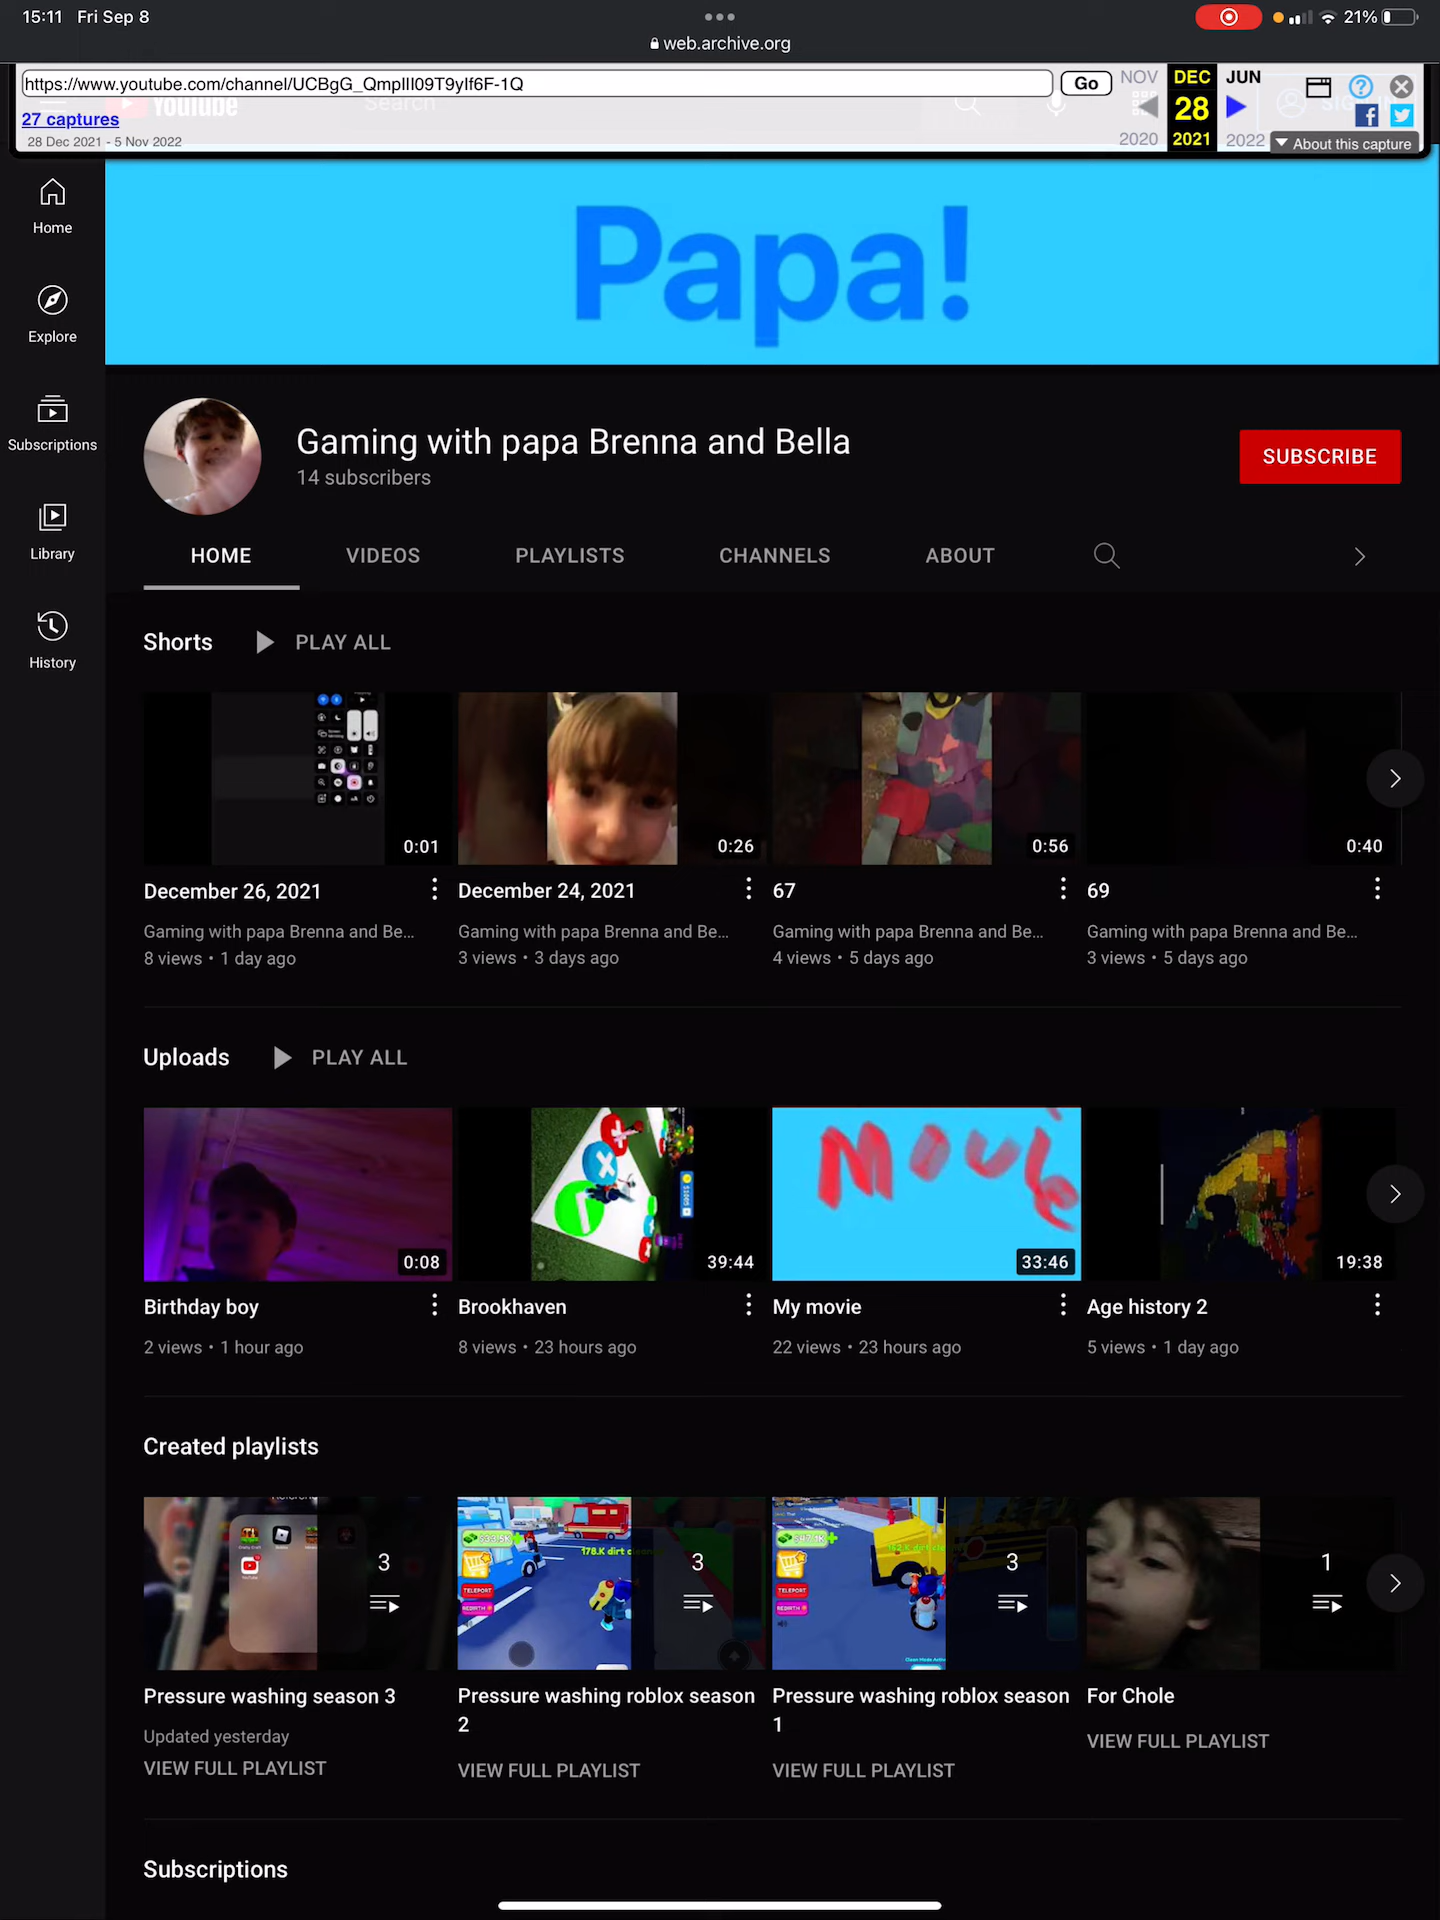 15:11 Fri Sep 8
21%
web.archive.org
https://www.youtube.com/channel/UCBgG_QmpIII09T9yIf6F-1Q
Go
NOV DEC JUN
27 captures
28
28 Dec 2021 - 5 Nov 2022
2020 2021 2022
About this capture
YouTube
Search
SIGN IN
Home
Explore
Subscriptions
Library
History
Papa!
Gaming with papa Brenna and Bella
14 subscribers
SUBSCRIBE
HOME VIDEOS PLAYLISTS CHANNELS ABOUT
Shorts PLAY ALL
0:01 0:26 0:56 0:40
December 26, 2021 December 24, 2021 67 69
Gaming with papa Brenna and Be... Gaming with papa Brenna and Be... Gaming with papa Brenna and Be... Gaming with papa Brenna and Be...
8 views • 1 day ago 3 views • 3 days ago 4 views • 5 days ago 3 views • 5 days ago
Uploads PLAY ALL
Movie
0:08 39:44 33:46 19:38
Birthday boy Brookhaven My movie Age history 2
2 views • 1 hour ago 8 views • 23 hours ago 22 views • 23 hours ago 5 views • 1 day ago
Created playlists
3 3 3 1
TELEPORT TELEPORT
REBIRTH REBIRTH
Pressure washing season 3
Updated yesterday
VIEW FULL PLAYLIST
Pressure washing roblox season
2
VIEW FULL PLAYLIST
Pressure washing roblox season
1
VIEW FULL PLAYLIST
For Chole
VIEW FULL PLAYLIST
Subscriptions